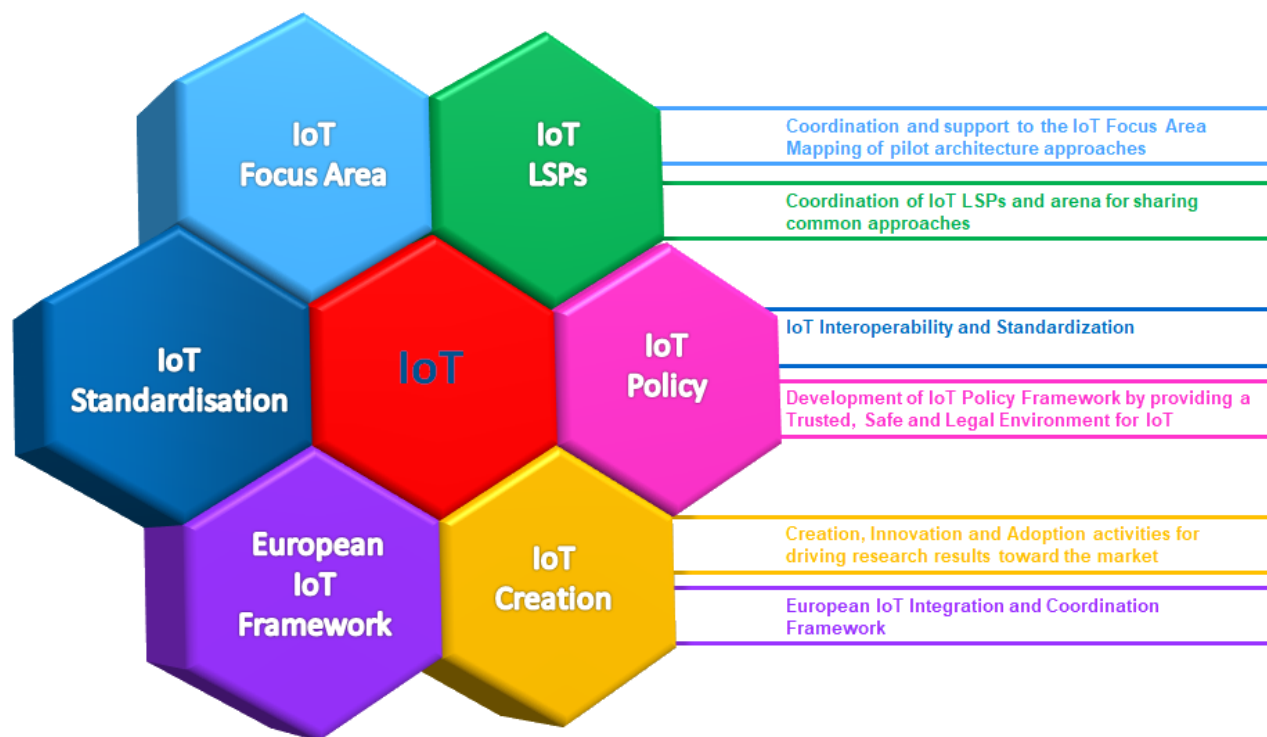 IoT
Focus Area
IoT
LSPs
IoT
Standardisation
IoT
IoT
Policy
European
IoT
Framework
IoT
Creation
Coordination and support to the IoT Focus Area
Mapping of pilot architecture approaches
Coordination of IoT LSPs and arena for sharing
common approaches
IoT Interoperability and Standardization
Development of IoT Policy Framework by providing a
Trusted, Safe and Legal Environment for IoT
Creation, Innovation and Adoption activities for
driving research results toward the market
European IoT Integration and Coordination
Framework